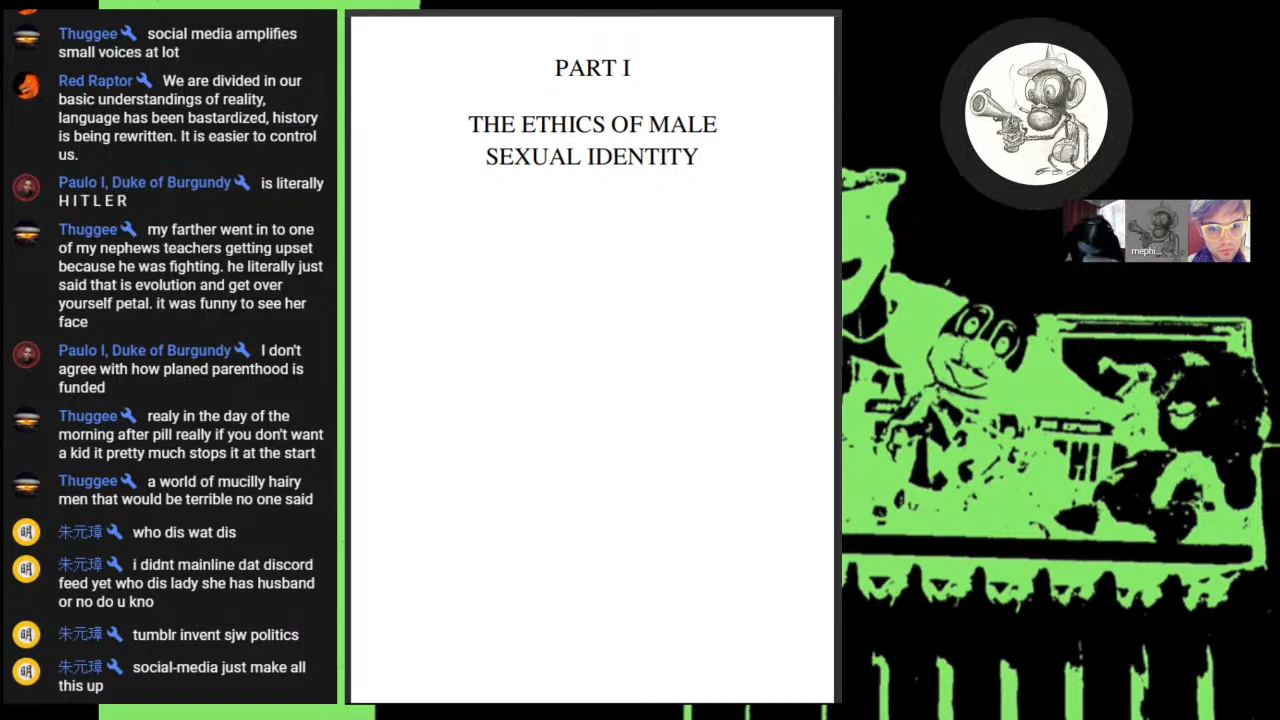 Thuggee social media amplifies
small voices at lot
Red Raptor We are divided in our
basic understandings of reality,
language has been bastardized, history
is being rewritten. It is easier to control
us.
Paulo I, Duke of Burgundy is literally
H I T L E R
Thuggee my farther went in to one
of my nephews teachers getting upset
because he was fighting. he literally just
said that is evolution and get over
yourself petal. it was funny to see her
face
Paulo I, Duke of Burgundy I don't
agree with how planed parenthood is
funded
Thuggee realy in the day of the
morning after pill really if you don't want
a kid it pretty much stops it at the start
Thuggee a world of mucilly hairy
men that would be terrible no one said
朱元璋 who dis wat dis
朱元璋 i didnt mainline dat discord
feed yet who dis lady she has husband
or no do u kno
朱元璋 tumblr invent sjw politics
朱元璋 social-media just make all
this up
PART I
THE ETHICS OF MALE
SEXUAL IDENTITY
mephi...